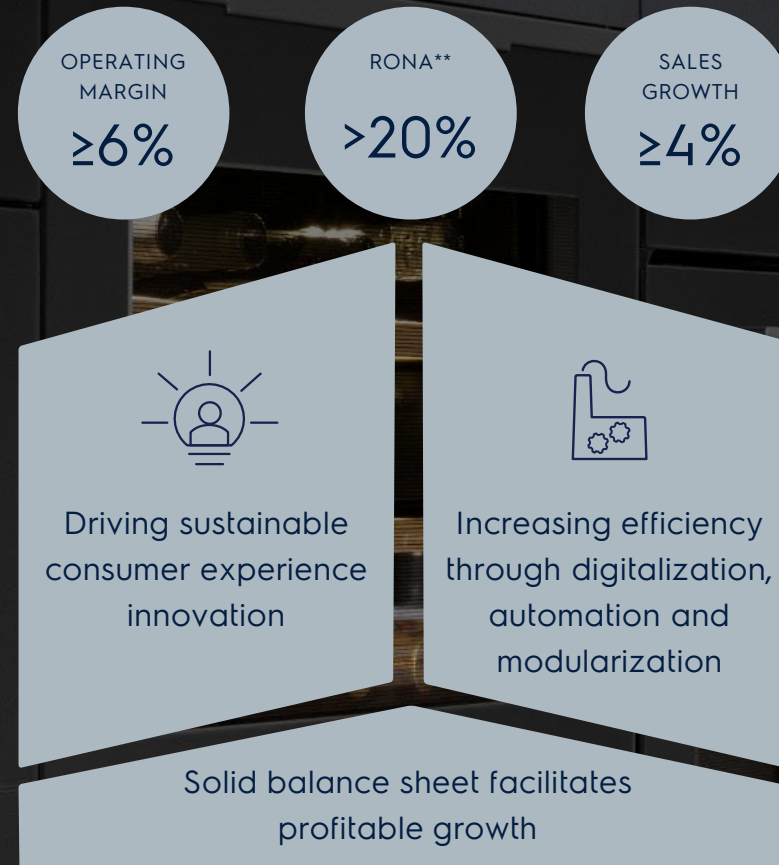 OPERATING
MARGIN
≥6%
RONA**
>20%
SALES
GROWTH
≥4%
Driving sustainable
consumer experience
innovation
Increasing efficiency
through digitalization,
automation and
modularization
Solid balance sheet facilitates
profitable growth